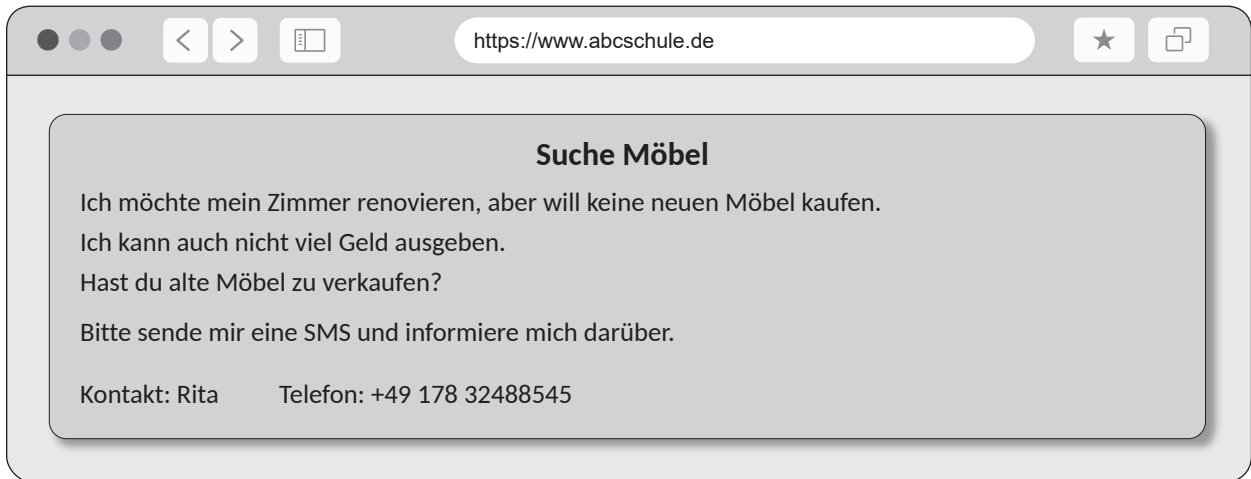 https://www.abcschule.de
Suche Möbel
Ich möchte mein Zimmer renovieren, aber will keine neuen Möbel kaufen.
Ich kann auch nicht viel Geld ausgeben.
Hast du alte Möbel zu verkaufen?
Bitte sende mir eine SMS und informiere mich darüber.
Kontakt: Rita Telefon: +49 178 32488545